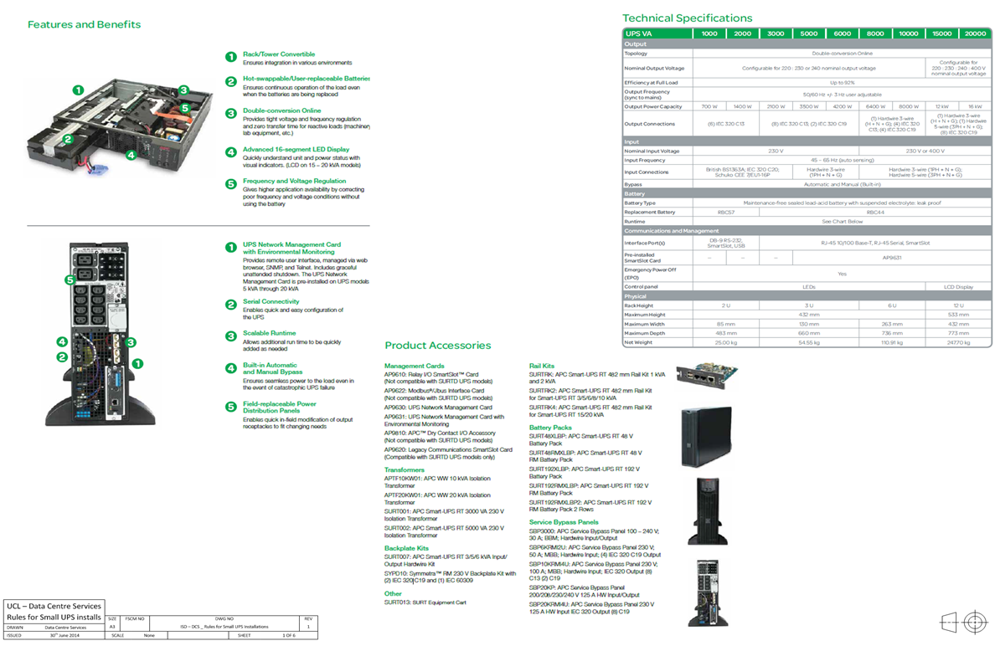 Features and Benefits
1
Rack/Tower Convertible
Ensures integration in various environments
2
Hot-swappable/User-replaceable Batteries
Ensures continuous operation of the load even
when the batteries are being replaced
3
Double-conversion Online
Provides tight voltage and frequency regulation
and zero transfer time for reactive loads (machinery
lab equipment, etc.)
4
Advanced 16-segment LED Display
Quickly understand unit and power status with
visual indicators. (LCD on 15 – 20 kVA models)
5
Frequency and Voltage Regulation
Gives higher application availability by correcting
poor frequency and voltage conditions without
using the battery
1
3
5
2
4
1
UPS Network Management Card
with Environmental Monitoring
Provides remote user interface, managed via web
browser, SNMP, and Telnet. Includes graceful
unattended shutdown. The UPS Network
Management Card is pre-installed on UPS models
5 kVA through 20 kVA
2
Serial Connectivity
Enables quick and easy configuration of
the UPS
3
Scalable Runtime
Allows additional run time to be quickly
added as needed
4
Built-in Automatic
and Manual Bypass
Ensures seamless power to the load even in
the event of catastrophic UPS failure
5
Field-replaceable Power
Distribution Panels
Enables quick in-field modification of output
receptacles to fit changing needs
5
4
3
2
1
Product Accessories
Management Cards
AP9610: Relay I/O SmartSlot™ Card
(Not compatible with SURTD UPS models)
AP9622: Modbus®/Jbus Interface Card
(Not compatible with SURTD UPS models)
AP9630: UPS Network Management Card
AP9631: UPS Network Management Card with
Environmental Monitoring
AP9810: APC™ Dry Contact I/O Accessory
(Not compatible with SURTD UPS models)
AP9620: Legacy Communications SmartSlot Card
(Compatible with SURTD UPS models only)
Transformers
APTF10KW01: APC WW 10 kVA Isolation
Transformer
APTF20KW01: APC WW 20 kVA Isolation
Transformer
SURT001: APC Smart-UPS RT 3000 VA 230 V
Isolation Transformer
SURT002: APC Smart-UPS RT 5000 VA 230 V
Isolation Transformer
Backplate Kits
SURT007: APC Smart-UPS RT 3/5/6 kVA Input/
Output Hardwire Kit
SYPD10: Symmetra™ RM 230 V Backplate Kit with
(2) IEC 320 C19 and (1) IEC 60309
Other
SURT013: SURT Equipment Cart
Rail Kits
SURTRK: APC Smart-UPS RT 482 mm Rail Kit 1 kVA
and 2 kVA
SURTRK2: APC Smart-UPS RT 482 mm Rail Kit
for Smart-UPS RT 3/5/6/8/10 kVA
SURTRK4: APC Smart-UPS RT 482 mm Rail Kit
for Smart-UPS RT 15/20 kVA
Battery Packs
SURT48XLBP: APC Smart-UPS RT 48 V
Battery Pack
SURT48RMXLBP: APC Smart-UPS RT 48 V
RM Battery Pack
SURT192XLBP: APC Smart-UPS RT 192 V
Battery Pack
SURT192RMXLBP: APC Smart-UPS RT 192 V
RM Battery Pack
SURT192RMXLBP2: APC Smart-UPS RT 192 V
RM Battery Pack 2 Rows
Service Bypass Panels
SBP3000: APC Service Bypass Panel 100 – 240 V;
30 A; BBM; Hardwire Input/Output
SBP6KRMI2U: APC Service Bypass Panel 230 V;
50 A; MBB; Hardwire Input; (4) IEC 320 C19 Output
SBP10KRMI4U: APC Service Bypass Panel 230 V;
100 A; MBB; Hardwire Input; IEC 320 Output (8)
C13 (2) C19
SBP20KP: APC Service Bypass Panel
200/208/230/240 V 125 A HW Input/Output
SBP20KRMI4U: APC Service Bypass Panel 230 V
125 A HW Input IEC 320 Output (8) C19
Technical Specifications
UPS VA 1000 2000 3000 5000 6000 8000 10000 15000 20000
Output
Topology Double-conversion Online
Nominal Output Voltage Configurable for 220 : 230 or 240 nominal output voltage Configurable for
220 : 230 : 240 : 400 V
nominal output voltage
Efficiency at Full Load Up to 92%
Output Frequency
(sync to mains) 50/60 Hz +/- 3 Hz user adjustable
Output Power Capacity 700 W 1400 W 2100 W 3500 W 4200 W 6400 W 8000 W 12 kW 16 kW
Output Connections (6) IEC 320 C13 (8) IEC 320 C13; (2) IEC 320 C19 (1) Hardwire 3-wire
(H + N + G); (4) IEC 320
C13; (4) IEC 320 C19
(1) Hardwire 3-wire
(H + N + G); (1) Hardwire
5-wire (3PH + N + G);
(8) IEC 320 C19
Input
Nominal Input Voltage 230 V 230 V or 400 V
Input Frequency 45 – 65 Hz (auto sensing)
Input Connections British BS1363A; IEC 320 C20;
Schuko CEE 7/EU1-16P
Hardwire 3-wire
(1PH + N + G)
Hardwire 3-wire (1PH + N + G);
Hardwire 5-wire (3PH + N + G)
Bypass Automatic and Manual (Built-in)
Battery
Battery Type Maintenance-free sealed lead-acid battery with suspended electrolyte: leak proof
Replacement Battery RBC57 RBC44
Runtime See Chart Below
Communications and Management
Interface Port(s) DB-9 RS-232,
SmartSlot, USB
RJ-45 10/100 Base-T, RJ-45 Serial, SmartSlot
Pre-installed
SmartSlot Card – – – AP9631
Emergency Power Off
(EPO) Yes
Control panel LEDs LCD Display
Physical
Rack Height 2 U 3 U 6 U 12 U
Maximum Height 432 mm 533 mm
Maximum Width 85 mm 130 mm 263 mm 432 mm
Maximum Depth 483 mm 660 mm 736 mm 773 mm
Net Weight 25.00 kg 54.55 kg 110.91 kg 247.70 kg
UCL – Data Centre Services
Rules for Small UPS installs
SIZE FSCM NO DWG NO REV
A3 ISO – DCS _ Rules for Small UPS Installations 1
DRAWN Data Centre Services
ISSUED 30th June 2014 SCALE None SHEET 1 OF 6